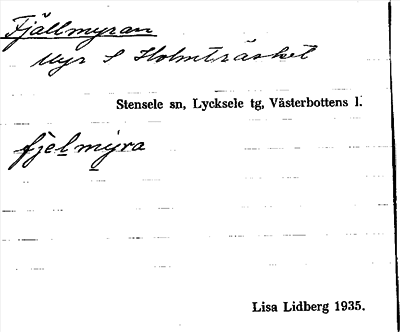 Fjällmyran
Myr S Holmträsket
Stensele sn, Lycksele tg, Västerbottens l.
fjelmyra
Lisa Lidberg 1935.